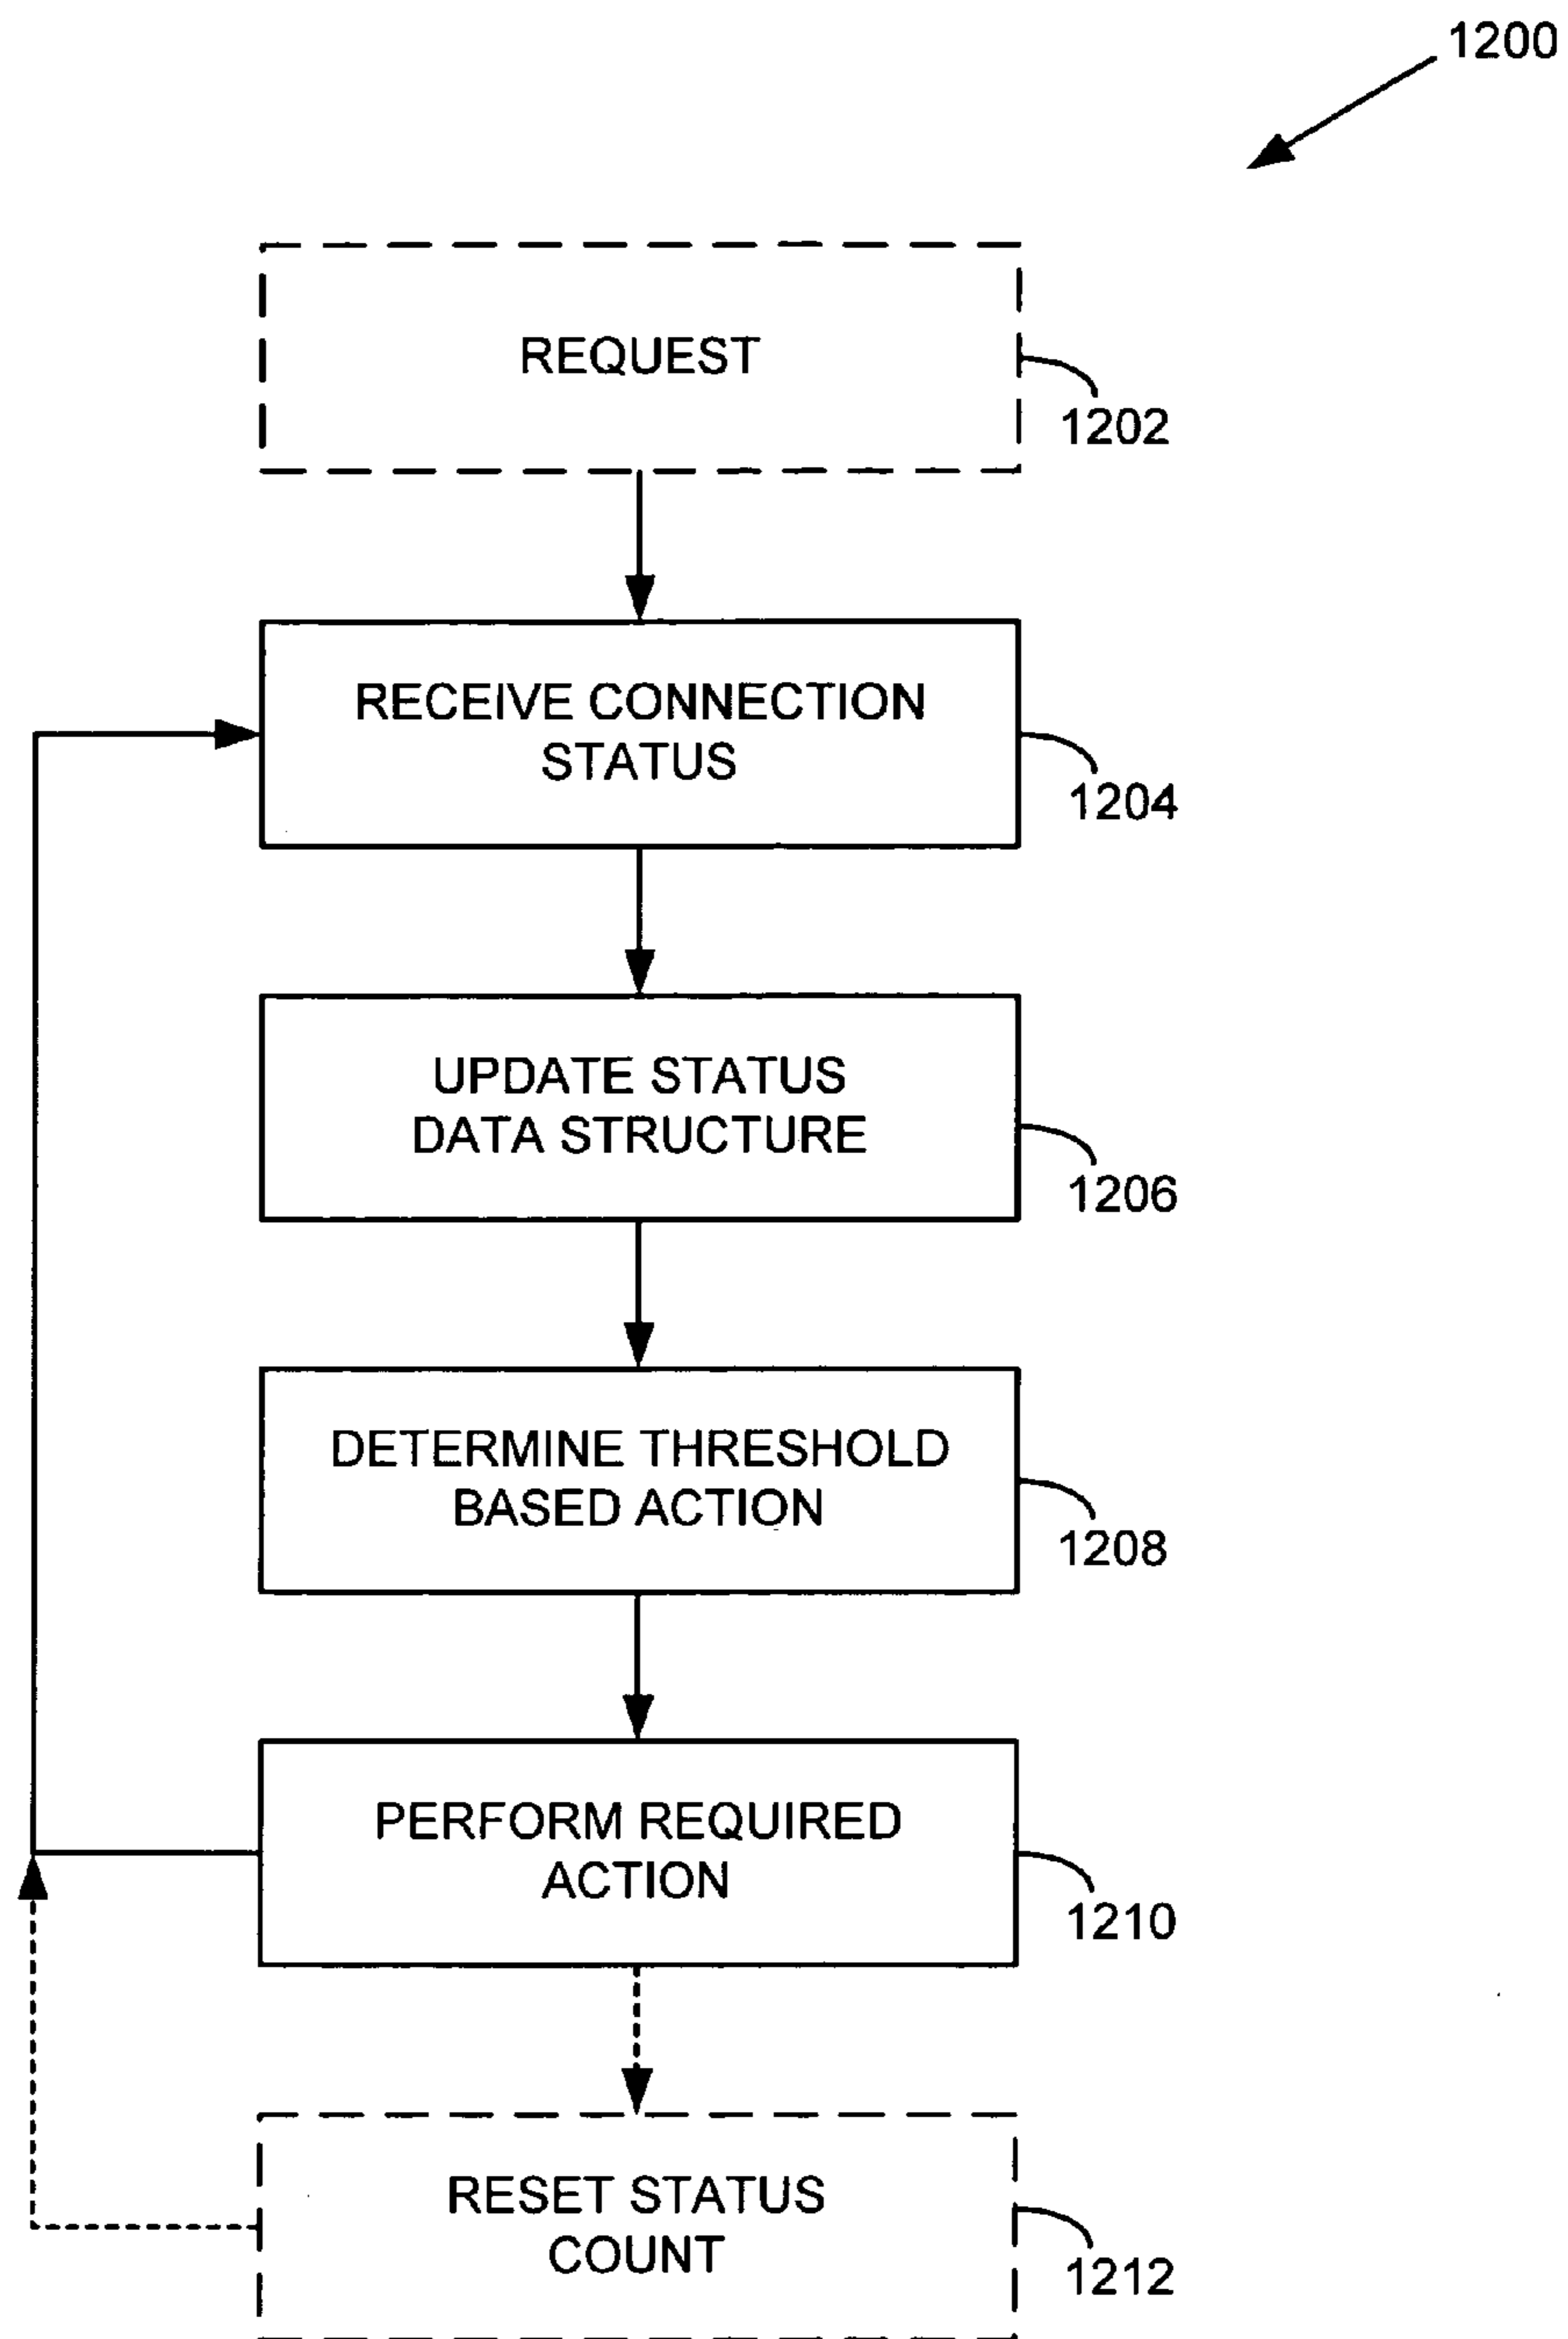 1200
REQUEST
1202
RECEIVE CONNECTION
STATUS
1204
UPDATE STATUS
DATA STRUCTURE
1206
DETERMINE THRESHOLD
BASED ACTION
1208
PERFORM REQUIRED
ACTION
1210
RESET STATUS
COUNT
1212